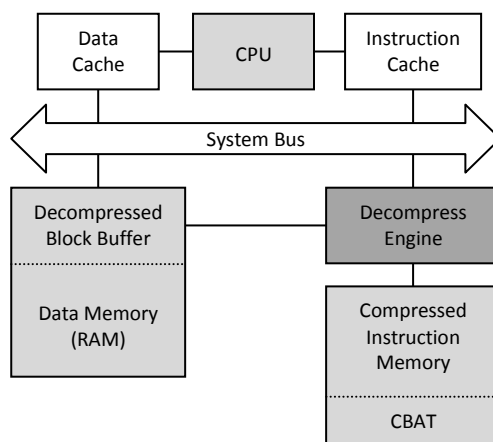 Data
Cache
CPU
Instruction
Cache
System Bus
Decompressed
Block Buffer
Decompress
Engine
Data Memory
(RAM)
Compressed
Instruction
Memory
CBAT